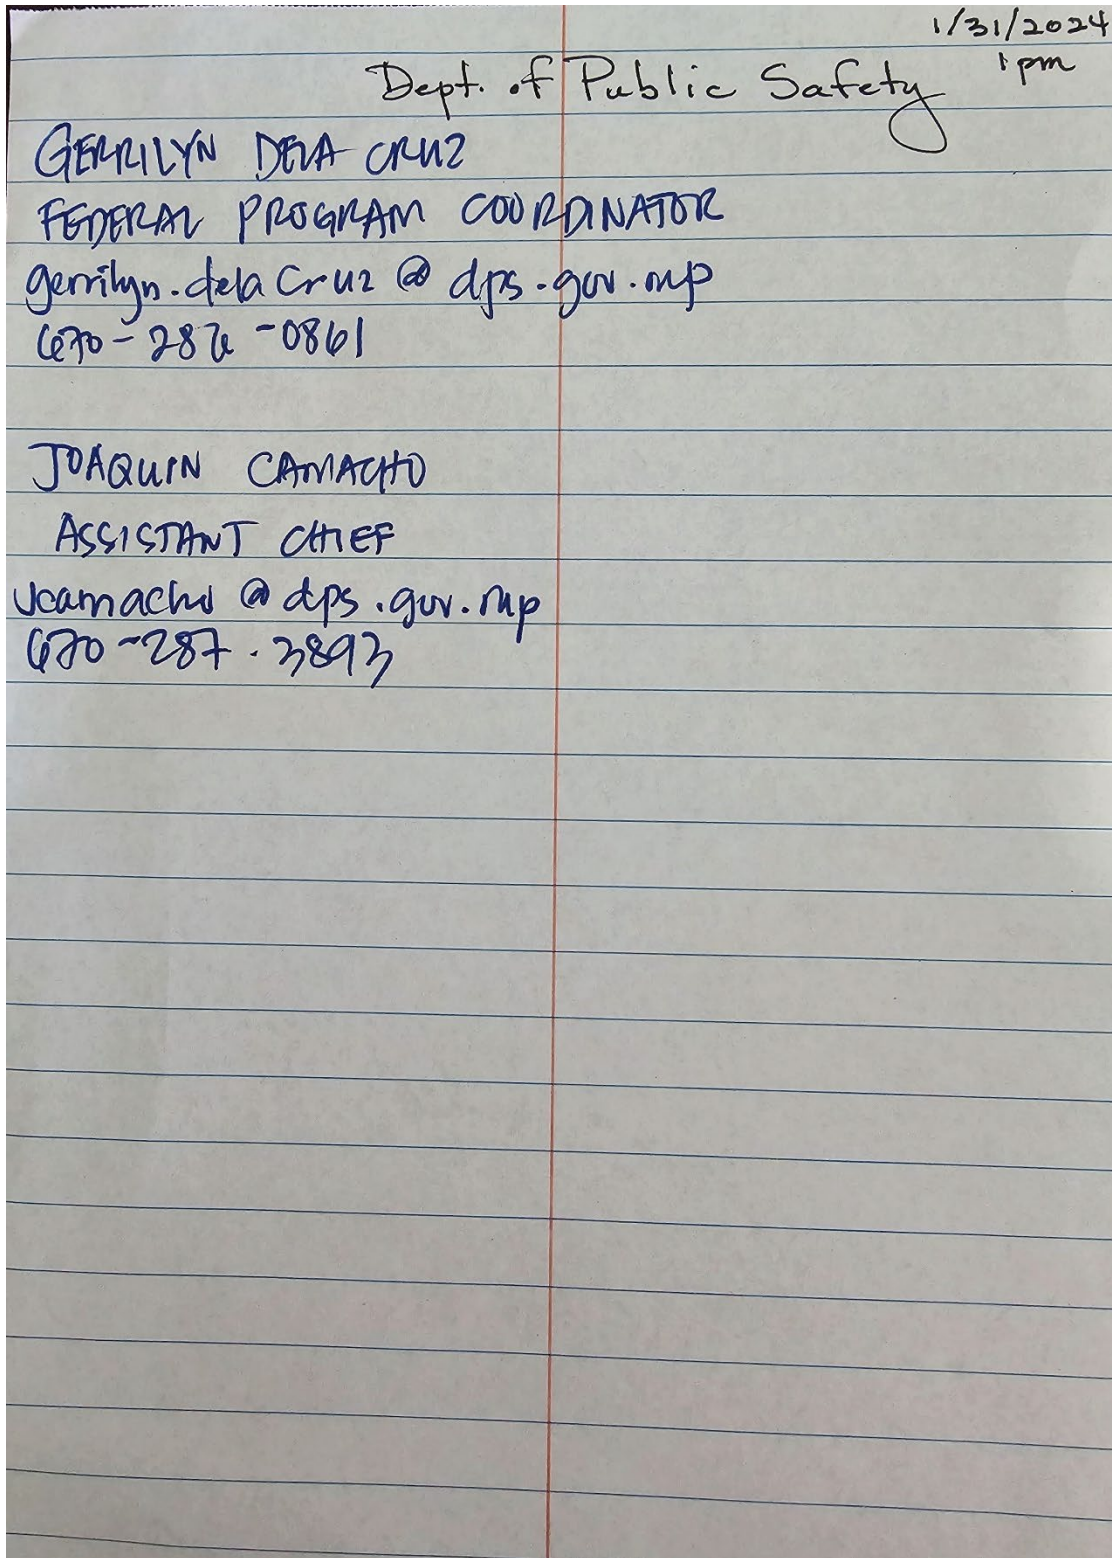 1/31/2024
1pm
Dept. of Public Safety
GERRILYN DELA CRUZ
FEDERAL PROGRAM COORDINATOR
gerrilyn.delaCruz @ dps.gov.mp
670-286-0861
JOAQUIN CAMACHO
ASSISTANT CHIEF
jcamacho @ dps.gov.mp
670-287.3893